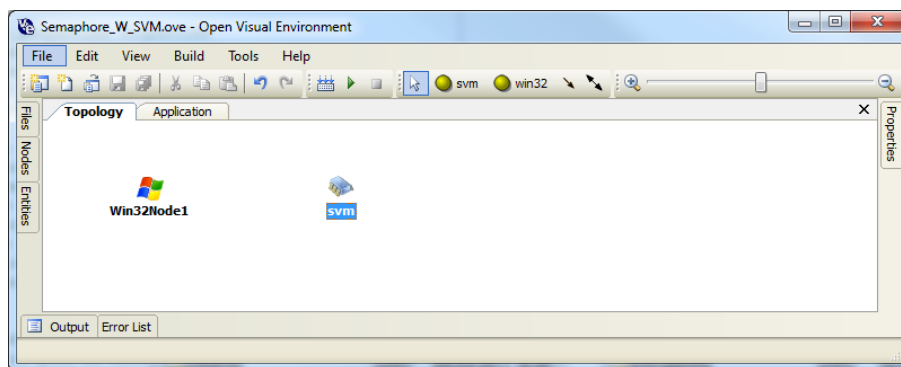 Semaphore_W_SVM.ove - Open Visual Environment
File Edit View Build Tools Help
svm win32
Files Nodes Entities
Topology Application
Properties
Win32Node1 svm
Output Error List